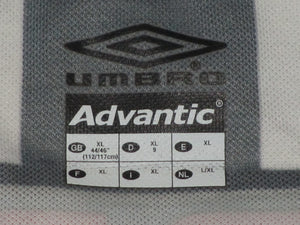 UMBRO
Advantic®
GB XL 44/46" (112/117cm) D XL 9 E XL
F XL I XL NL L/XL